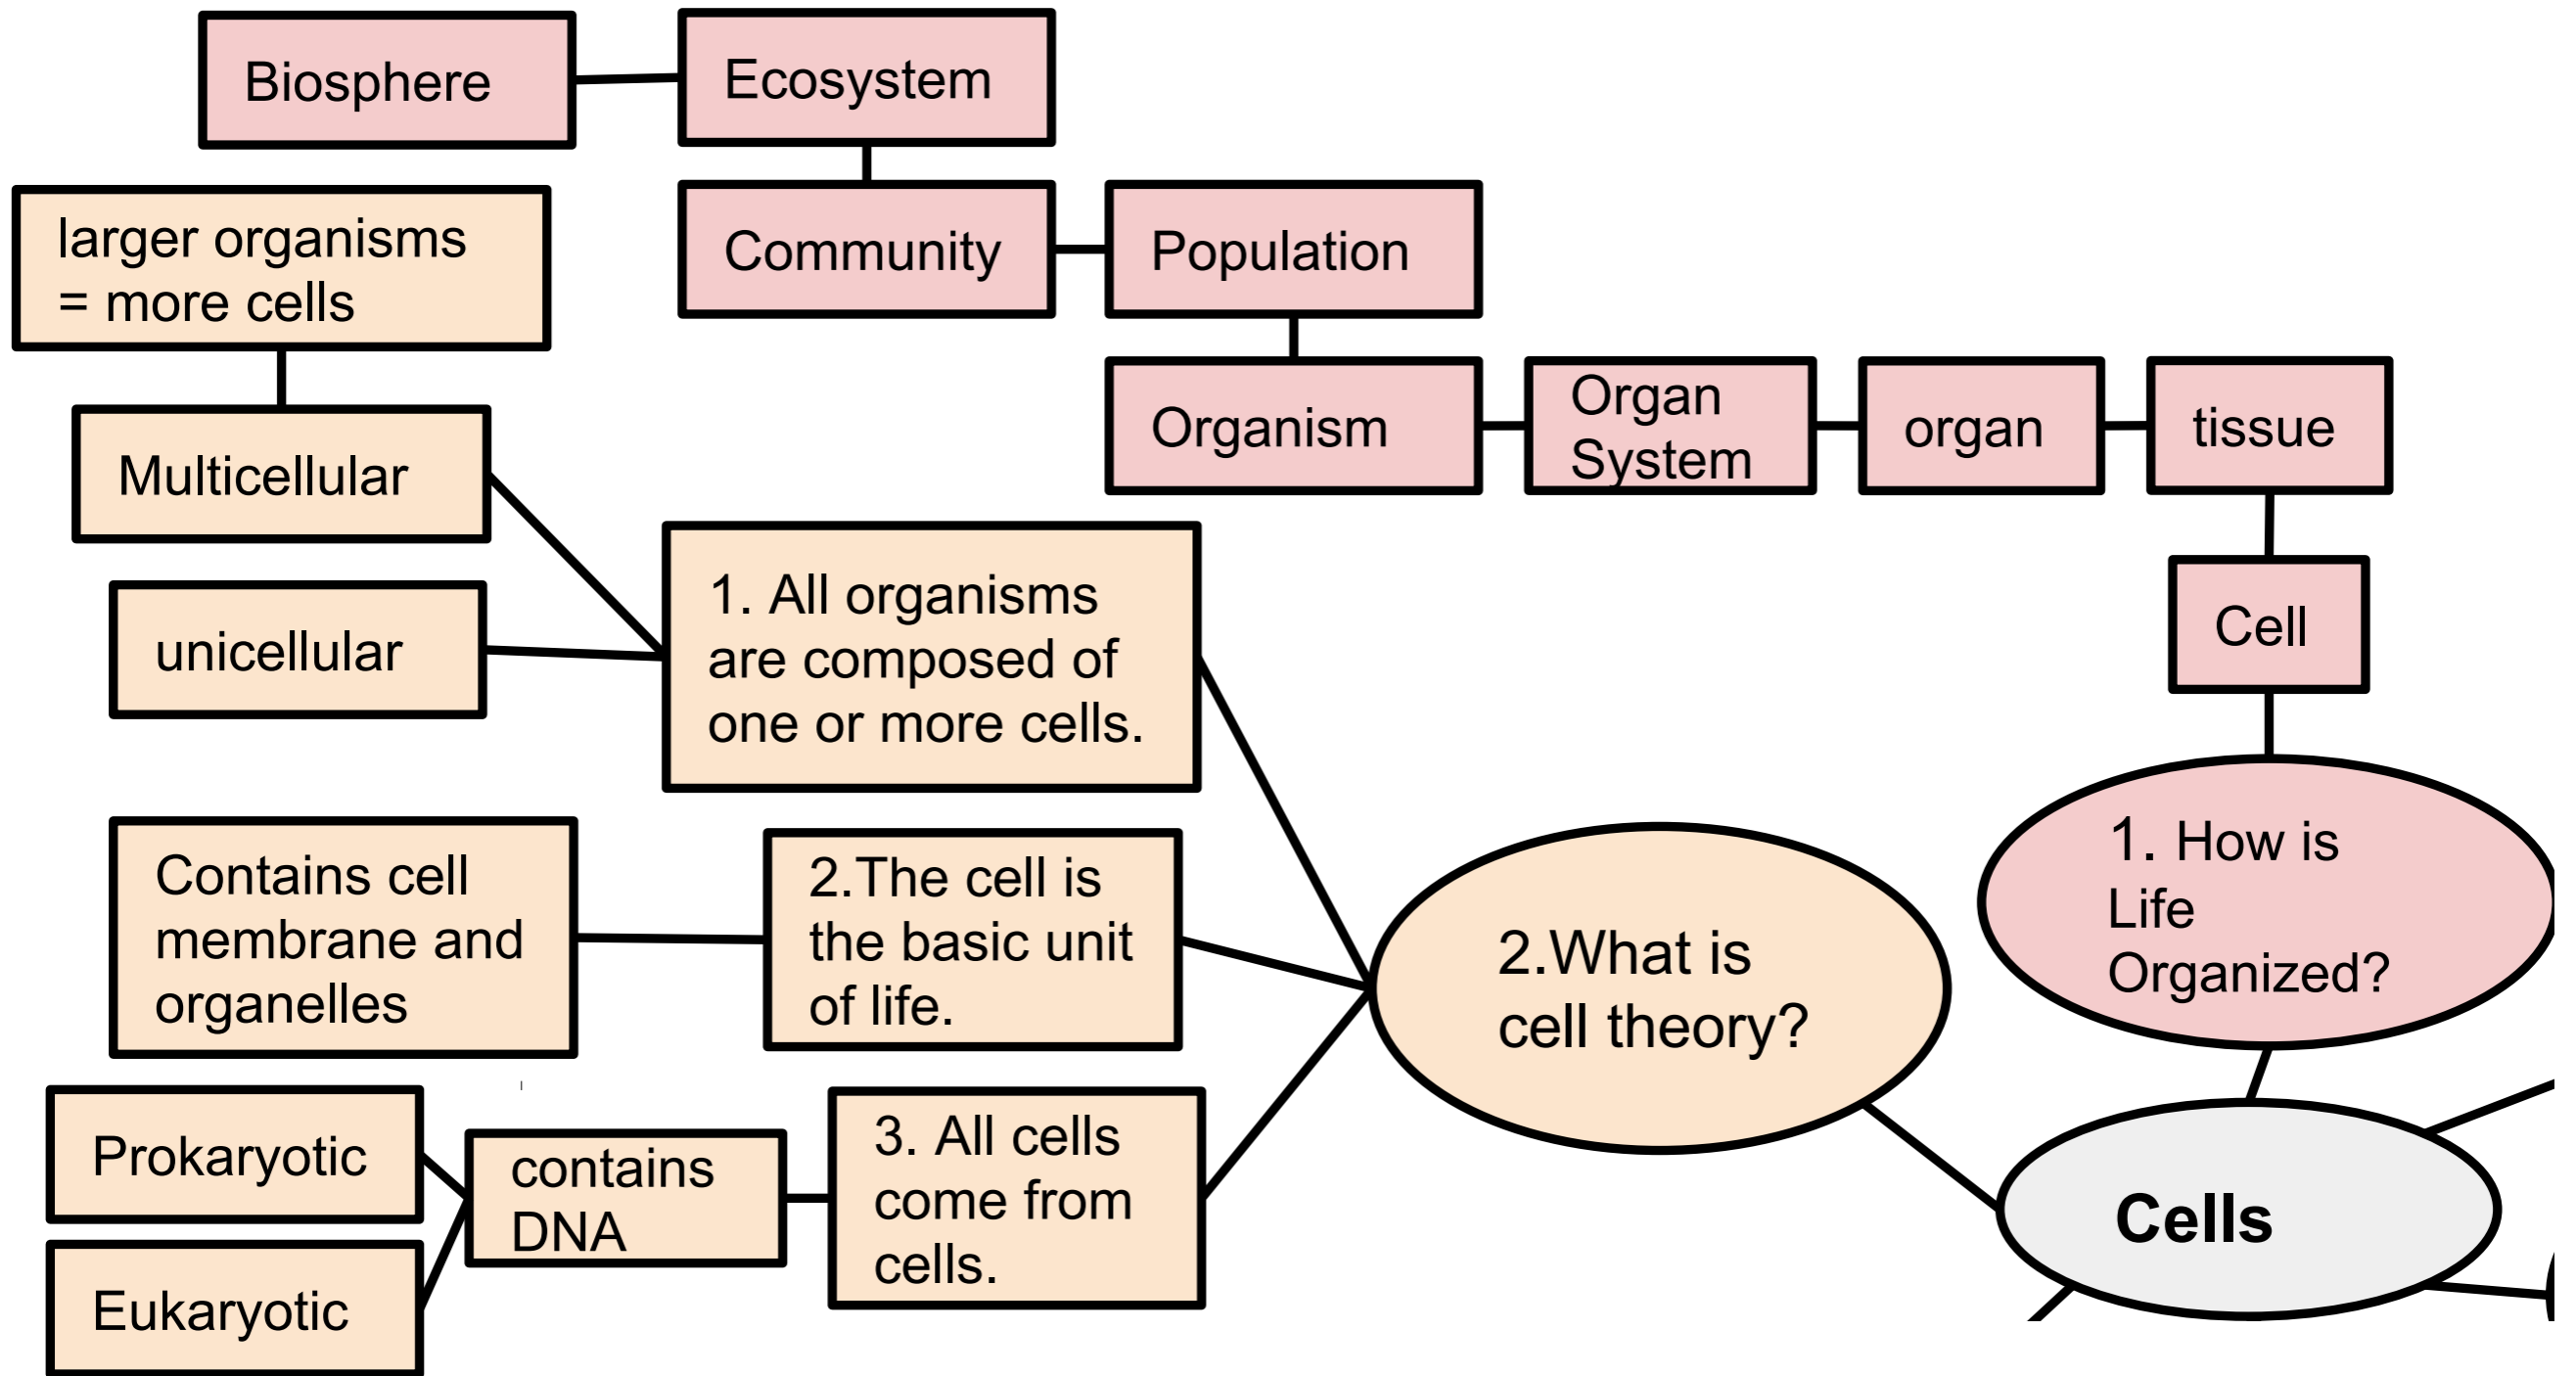 Biosphere
Ecosystem
larger organisms
= more cells
Community
Population
Organism
Organ
System
organ
tissue
Multicellular
unicellular
1. All organisms
are composed of
one or more cells.
Cell
Contains cell
membrane and
organelles
2.The cell is
the basic unit
of life.
2.What is
cell theory?
1. How is
Life
Organized?
Prokaryotic
Eukaryotic
contains
DNA
3. All cells
come from
cells.
Cells